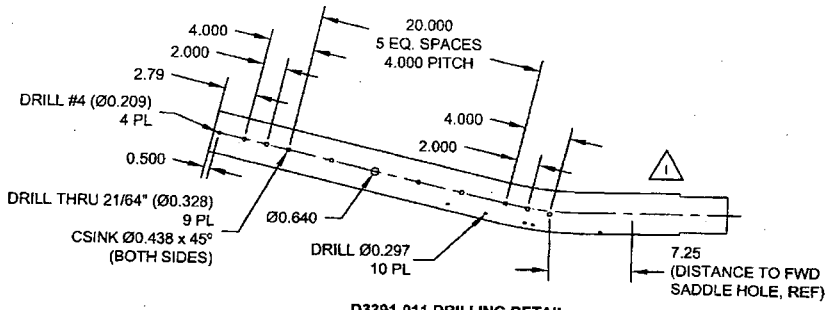 20.000
5 EQ. SPACES
4.000 PITCH
4.000
2.000
2.79
DRILL #4 (Ø0.209)
4 PL
0.500
DRILL THRU 21/64" (Ø0.328)
9 PL
CSINK Ø0.438 x 45°
(BOTH SIDES)
Ø0.640
DRILL Ø0.297
10 PL
4.000
2.000
1
7.25
(DISTANCE TO FWD
SADDLE HOLE, REF)